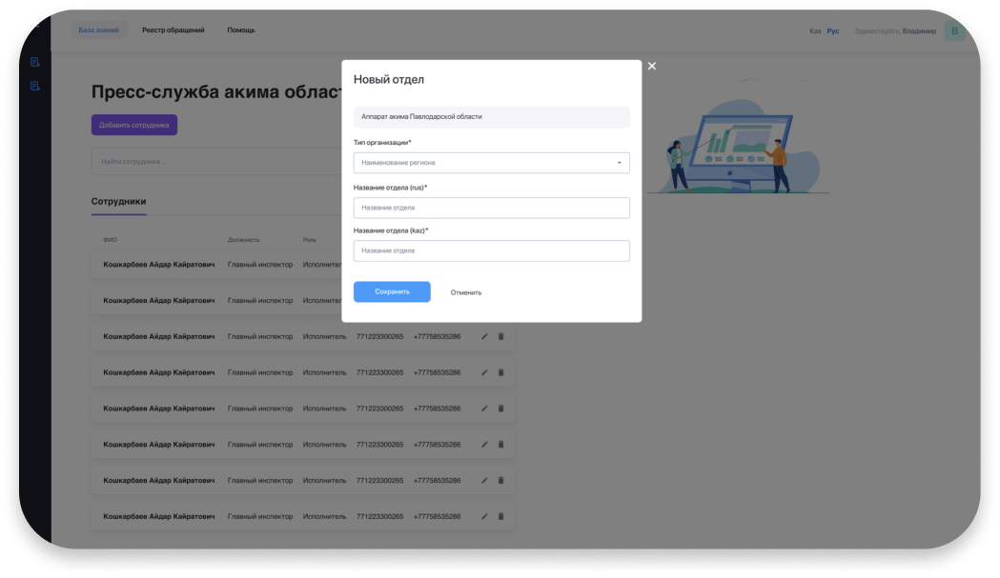 База знаний Реестр обращений Помощь Каз Рус Здравствуйте, Владимир В
Новый отдел
Пресс-служба акима облас
Аппарат акима Павлодарской области
Добавить сотрудника
Тип организации*
Найти сотрудника ...
Наименование региона
Название отдела (rus)*
Сотрудники
Название отдела
Название отдела (kaz)*
ФИО Должность Роль
Название отдела
Кошкарбаев Айдар Кайратович Главный инспектор Исполнител
Сохранить Отменить
Кошкарбаев Айдар Кайратович Главный инспектор Исполнител
Кошкарбаев Айдар Кайратович Главный инспектор Исполнитель 771223300265 +77758535286
Кошкарбаев Айдар Кайратович Главный инспектор Исполнитель 771223300265 +77758535286
Кошкарбаев Айдар Кайратович Главный инспектор Исполнитель 771223300265 +77758535286
Кошкарбаев Айдар Кайратович Главный инспектор Исполнитель 771223300265 +77758535286
Кошкарбаев Айдар Кайратович Главный инспектор Исполнитель 771223300265 +77758535286
Кошкарбаев Айдар Кайратович Главный инспектор Исполнитель 771223300265 +77758535286